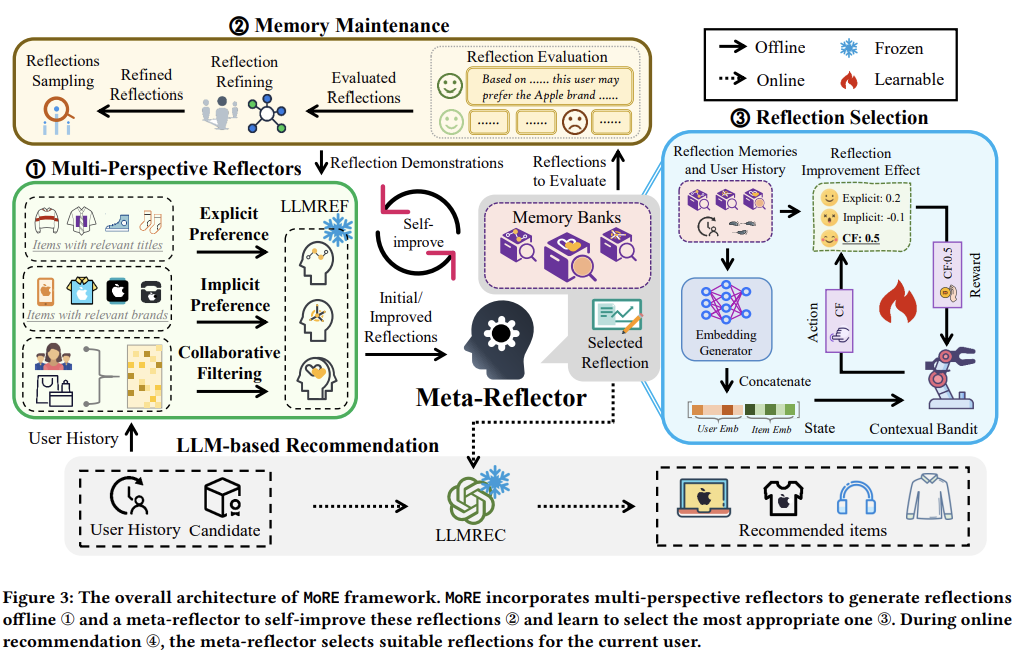 ② Memory Maintenance
Reflections
Sampling
Refined
Reflections
Reflection
Refining
Evaluated
Reflections
Reflection Evaluation
Based on ...... this user may
prefer the Apple brand ......
...... ...... ......
Offline
Frozen
Online
Learnable
① Multi-Perspective Reflectors
Items with relevant titles
Explicit
Preference
Items with relevant brands
Implicit
Preference
Collaborative
Filtering
LLMREF
Reflection Demonstrations
Self-
improve
Initial/
Improved
Reflections
Reflections
to Evaluate
Memory Banks
Selected
Reflection
Meta-Reflector
③ Reflection Selection
Reflection Memories
and User History
Reflection
Improvement Effect
Explicit: 0.2
Implicit: -0.1
CF: 0.5
Embedding
Generator
Action
CF
CF:0.5
Reward
Concatenate
User Emb Item Emb
State
Contexual Bandit
User History
LLM-based Recommendation
User History
Candidate
LLMREC
Recommended items
Figure 3: The overall architecture of MoRE framework. MoRE incorporates multi-perspective reflectors to generate reflections
offline ① and a meta-reflector to self-improve these reflections ② and learn to select the most appropriate one ③. During online
recommendation ④, the meta-reflector selects suitable reflections for the current user.